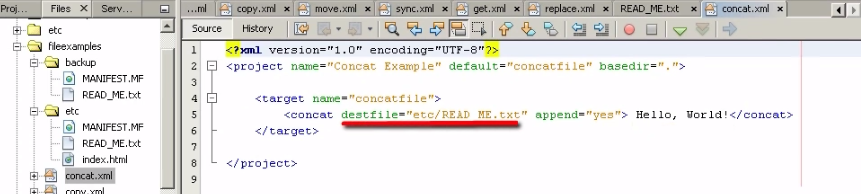 Proj...
Files
...ml
copy.xml
move.xml
sync.xml
get.xml
replace.xml
READ_ME.txt
concat.xml
Source
History
etc
fileexamples
backup
MANIFEST.MF
READ_ME.txt
etc
MANIFEST.MF
READ_ME.txt
index.html
concat.xml
copy.xml
1 <?xml version="1.0" encoding="UTF-8"?>
2 <project name="Concat Example" default="concatfile" basedir=".">
3
4 <target name="concatfile">
5 <concat destfile="etc/READ_ME.txt" append="yes"> Hello, World!</concat>
6 </target>
7
8 </project>
9